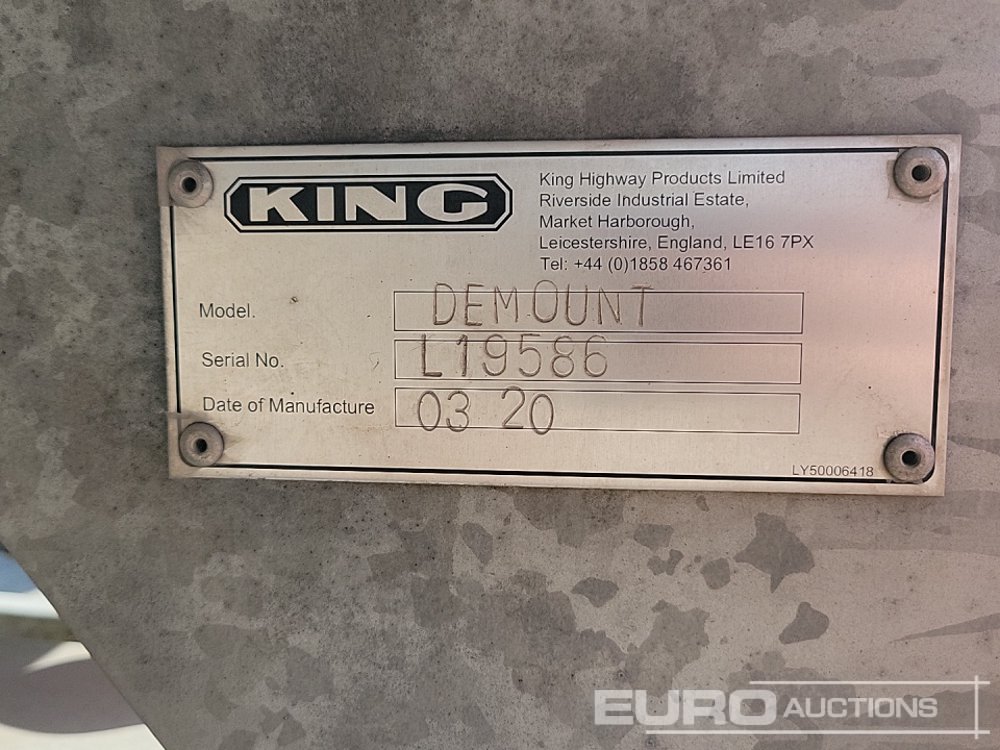 KING
King Highway Products Limited
Riverside Industrial Estate,
Market Harborough,
Leicestershire, England, LE16 7PX
Tel: +44 (0)1858 467361
Model. DEMOUNT
Serial No. L19586
Date of Manufacture 03 20
LY50006418
EURO AUCTIONS